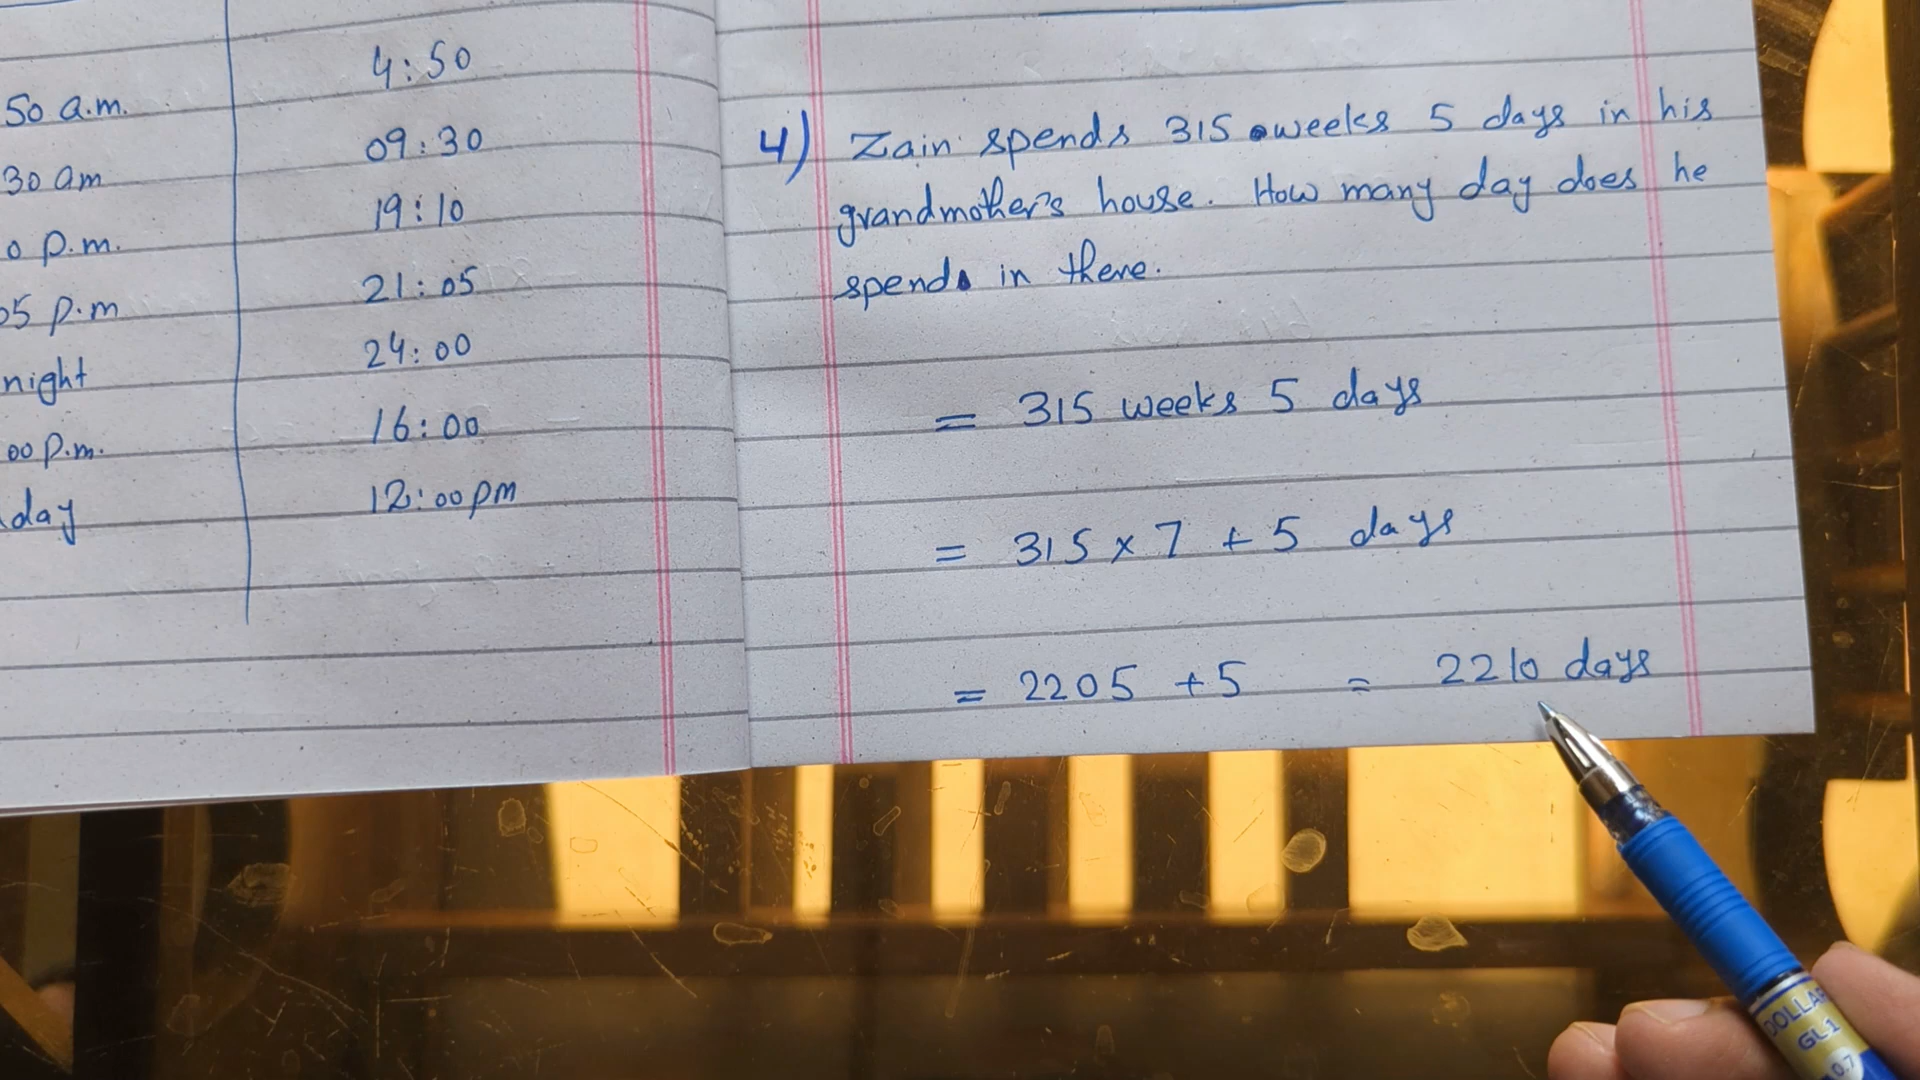 50 a.m. 4:50
30 am 09:30
0 p.m. 19:10
05 p.m 21:05
night 24:00
00 p.m. 16:00
day 12:00 pm
4) Zain spends 315 weeks 5 days in his
grandmother's house. How many day does he
spend in there.
= 315 weeks 5 days
= 315 x 7 + 5 days
= 2205 + 5 = 2210 days
DOLLAR
GL1
0.7